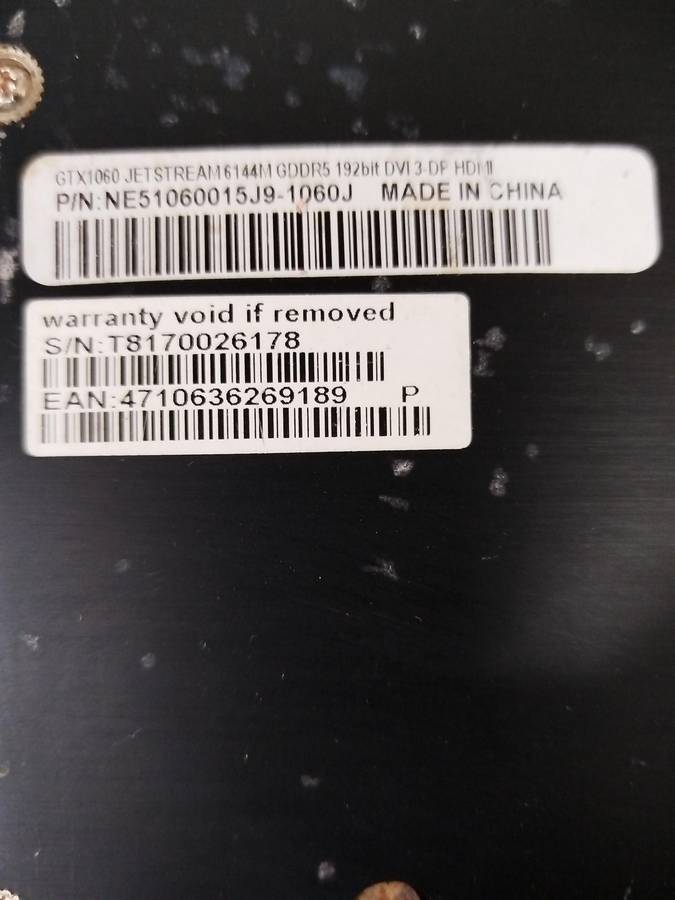 GTX1060 JETSTREAM 6144M GDDR5 192bit DVI 3-DP HDMI
P/N:NE51060015J9-1060J MADE IN CHINA
warranty void if removed
S/N:T8170026178
EAN:4710636269189 P